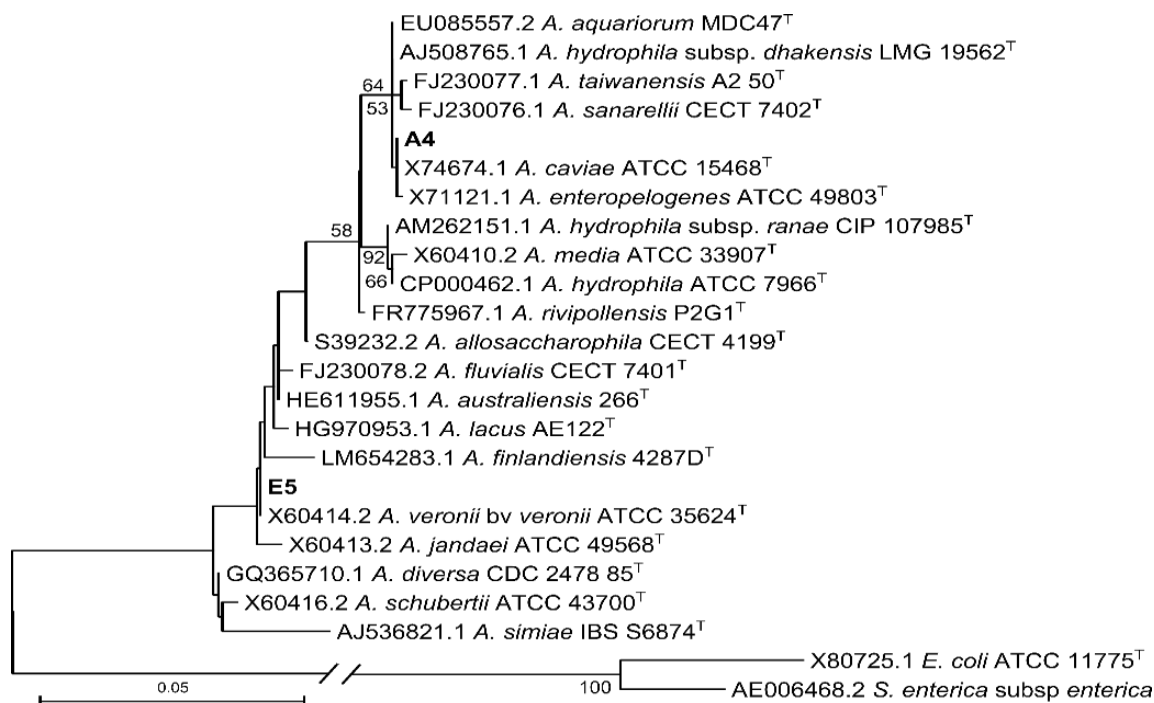 EU085557.2 A. aquariorum MDC47ᵀ
AJ508765.1 A. hydrophila subsp. dhakensis LMG 19562ᵀ
64
FJ230077.1 A. taiwanensis A2 50ᵀ
53
FJ230076.1 A. sanarellii CECT 7402ᵀ
A4
X74674.1 A. caviae ATCC 15468ᵀ
X71121.1 A. enteropelogenes ATCC 49803ᵀ
58
AM262151.1 A. hydrophila subsp. ranae CIP 107985ᵀ
92
X60410.2 A. media ATCC 33907ᵀ
66
CP000462.1 A. hydrophila ATCC 7966ᵀ
FR775967.1 A. rivipollensis P2G1ᵀ
S39232.2 A. allosaccharophila CECT 4199ᵀ
FJ230078.2 A. fluvialis CECT 7401ᵀ
HE611955.1 A. australiensis 266ᵀ
HG970953.1 A. lacus AE122ᵀ
LM654283.1 A. finlandiensis 4287Dᵀ
E5
X60414.2 A. veronii bv veronii ATCC 35624ᵀ
X60413.2 A. jandaei ATCC 49568ᵀ
GQ365710.1 A. diversa CDC 2478 85ᵀ
X60416.2 A. schubertii ATCC 43700ᵀ
AJ536821.1 A. simiae IBS S6874ᵀ
X80725.1 E. coli ATCC 11775ᵀ
100
AE006468.2 S. enterica subsp enterica
0.05